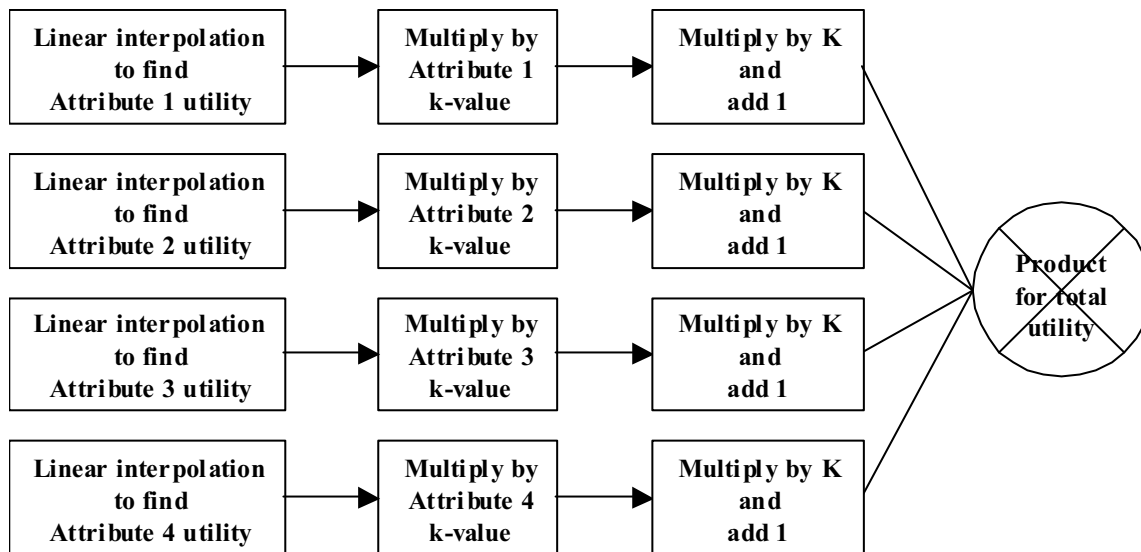 Linear interpolation
to find
Attribute 1 utility
Multiply by
Attribute 1
k-value
Multiply by K
and
add 1
Linear interpolation
to find
Attribute 2 utility
Multiply by
Attribute 2
k-value
Multiply by K
and
add 1
Linear interpolation
to find
Attribute 3 utility
Multiply by
Attribute 3
k-value
Multiply by K
and
add 1
Linear interpolation
to find
Attribute 4 utility
Multiply by
Attribute 4
k-value
Multiply by K
and
add 1
Product
for total
utility